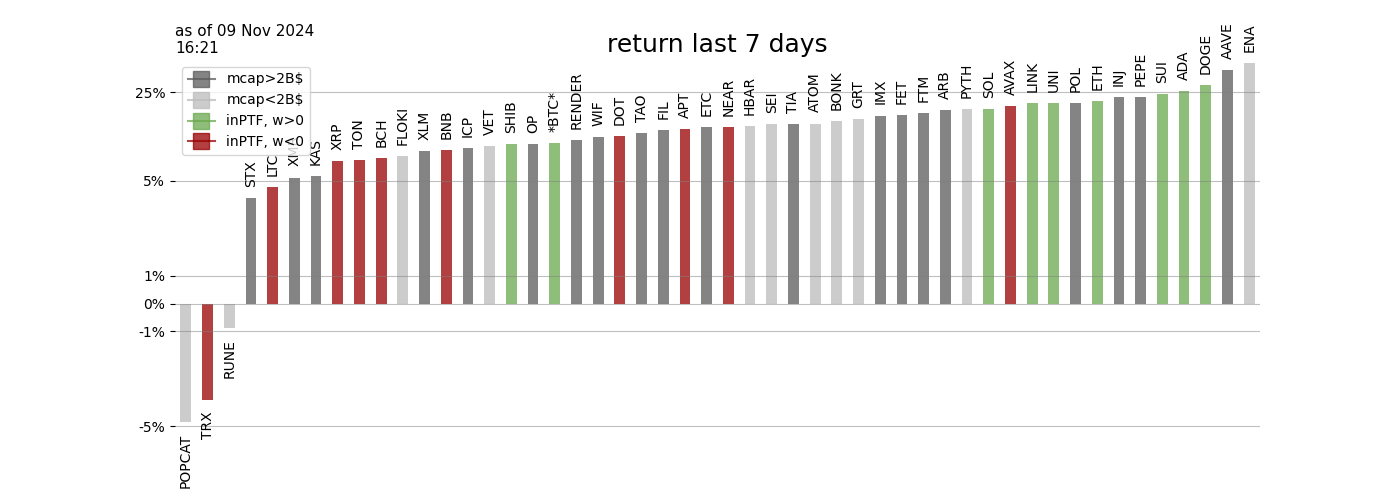 as of 09 Nov 2024
16:21
return last 7 days
mcap>2B$
mcap<2B$
inPTF, w>0
inPTF, w<0
25%
5%
1%
0%
-1%
-5%
POPCAT
TRX
RUNE
STX
LTC
KAS
XRP
TON
BCH
FLOKI
XLM
BNB
ICP
VET
SHIB
OP
*BTC*
RENDER
WIF
DOT
TAO
FIL
APT
ETC
NEAR
HBAR
SEI
TIA
ATOM
BONK
GRT
IMX
FET
FTM
ARB
PYTH
SOL
AVAX
LINK
UNI
POL
ETH
INJ
PEPE
SUI
ADA
DOGE
AAVE
ENA